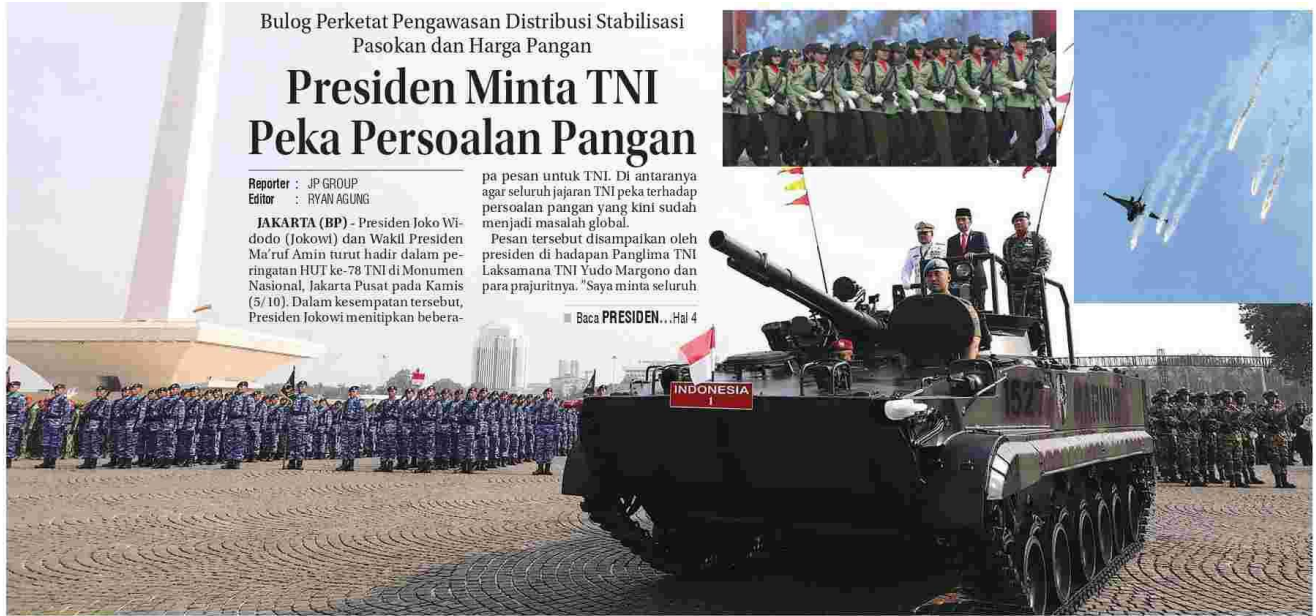 Bulog Perketat Pengawasan Distribusi Stabilisasi
Pasokan dan Harga Pangan
Presiden Minta TNI
Peka Persoalan Pangan
Reporter : JP GROUP
Editor : RYAN AGUNG
JAKARTA (BP) - Presiden Joko Wi-
dodo (Jokowi) dan Wakil Presiden
Ma'ruf Amin turut hadir dalam pe-
ringatan HUT ke-78 TNI di Monumen
Nasional, Jakarta Pusat pada Kamis
(5/10). Dalam kesempatan tersebut,
Presiden Jokowi menitipkan bebera-
pa pesan untuk TNI. Di antaranya
agar seluruh jajaran TNI peka terhadap
persoalan pangan yang kini sudah
menjadi masalah global.
Pesan tersebut disampaikan oleh
presiden di hadapan Panglima TNI
Laksamana TNI Yudo Margono dan
para prajuritnya. "Saya minta seluruh
Baca PRESIDEN...Hal 4
INDONESIA
1